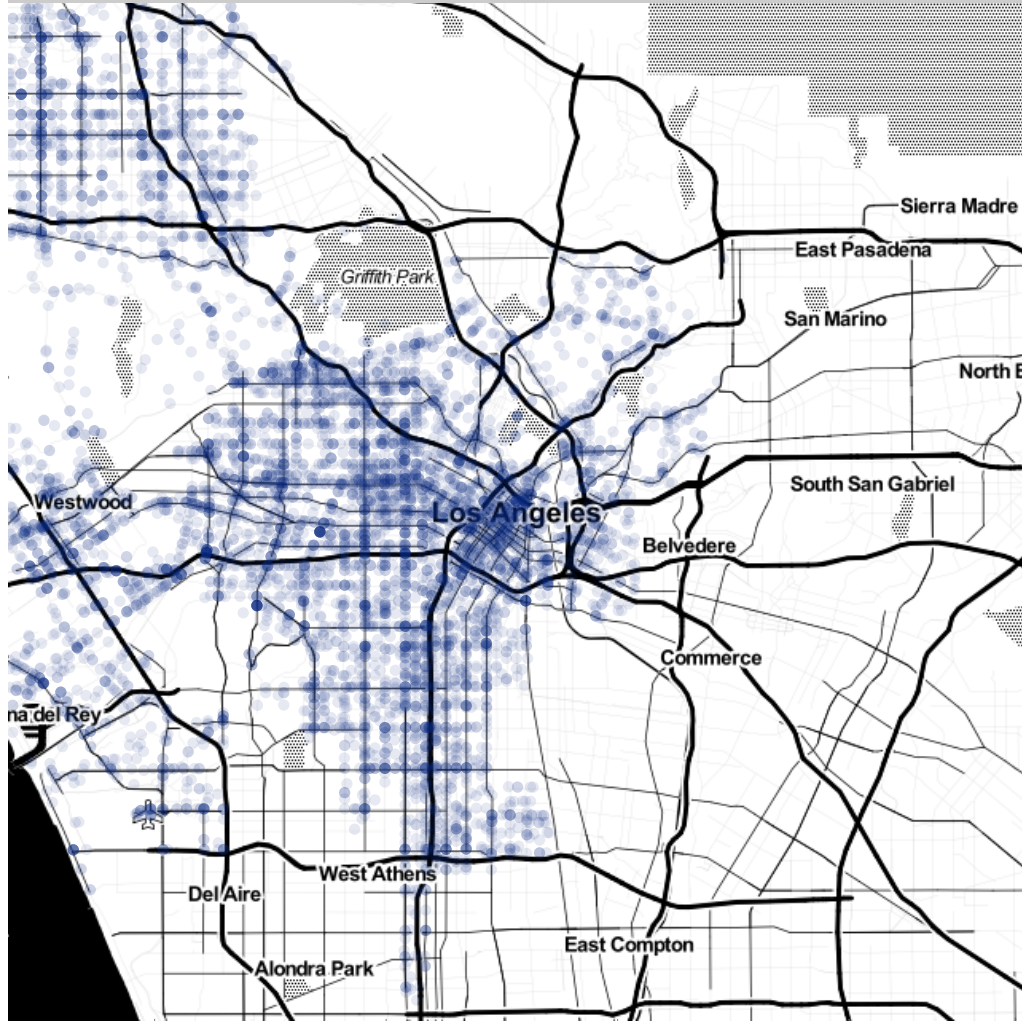 Sierra Madre
East Pasadena
Griffith Park
San Marino
North E
South San Gabriel
Westwood
Los Angeles
Belvedere
Commerce
na del Rey
West Athens
Del Aire
East Compton
Alondra Park